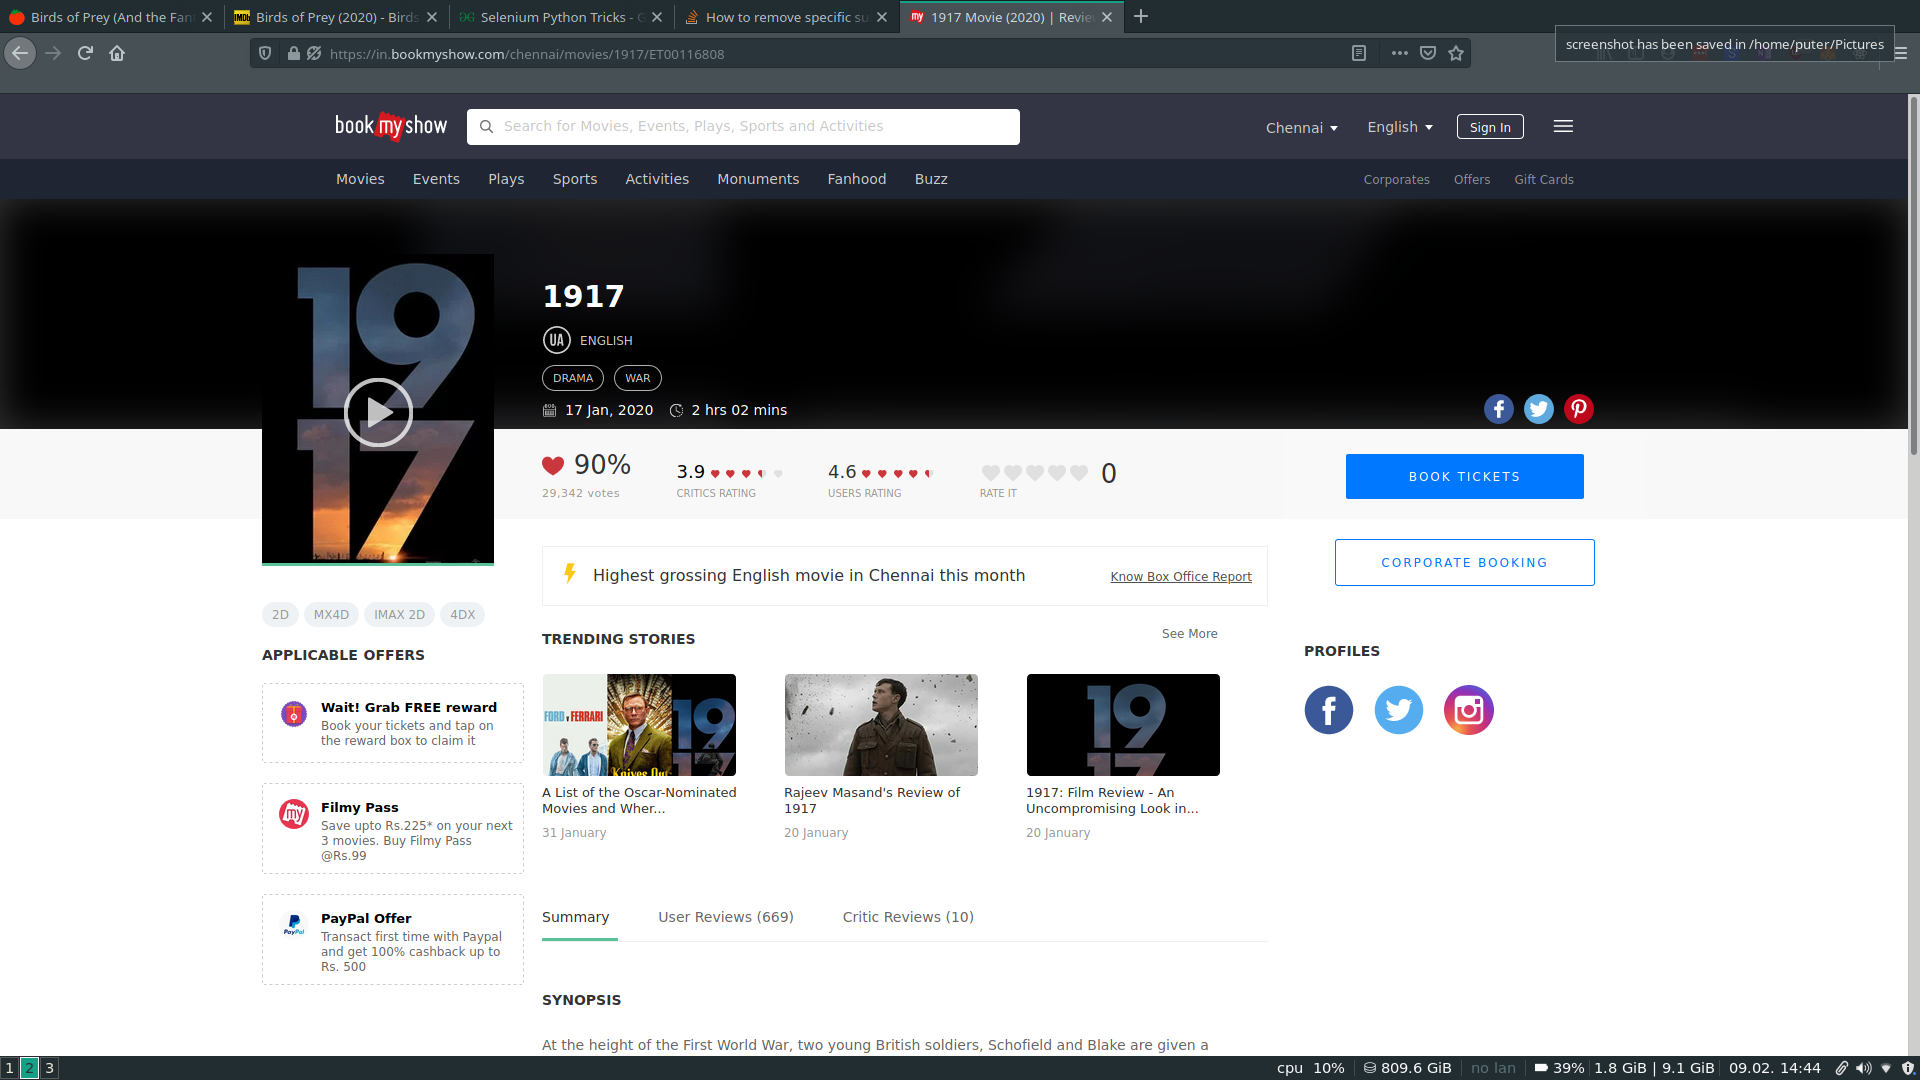 Birds of Prey (And the Fan
Birds of Prey (2020) - Birds
Selenium Python Tricks - G
How to remove specific su
1917 Movie (2020) | Revie
https://in.bookmyshow.com/chennai/movies/1917/ET00116808
screenshot has been saved in /home/puter/Pictures
book my show
Search for Movies, Events, Plays, Sports and Activities
Chennai
English
Sign In
Movies
Events
Plays
Sports
Activities
Monuments
Fanhood
Buzz
Corporates
Offers
Gift Cards
19
17
1917
UA
ENGLISH
DRAMA
WAR
17 Jan, 2020
2 hrs 02 mins
90%
29,342 votes
3.9
CRITICS RATING
4.6
USERS RATING
RATE IT
0
BOOK TICKETS
CORPORATE BOOKING
Highest grossing English movie in Chennai this month
Know Box Office Report
2D
MX4D
IMAX 2D
4DX
APPLICABLE OFFERS
Wait! Grab FREE reward
Book your tickets and tap on
the reward box to claim it
my
Filmy Pass
Save upto Rs.225* on your next
3 movies. Buy Filmy Pass
@Rs.99
PayPal
PayPal Offer
Transact first time with Paypal
and get 100% cashback up to
Rs. 500
TRENDING STORIES
See More
FORD v FERRARI
Knives Out
19
17
A List of the Oscar-Nominated
Movies and Wher...
31 January
Rajeev Masand's Review of
1917
20 January
19
17
1917: Film Review - An
Uncompromising Look in...
20 January
PROFILES
Summary
User Reviews (669)
Critic Reviews (10)
SYNOPSIS
At the height of the First World War, two young British soldiers, Schofield and Blake are given a
1 2 3
cpu 10%
809.6 GiB
no lan
39%
1.8 GiB | 9.1 GiB
09.02. 14:44